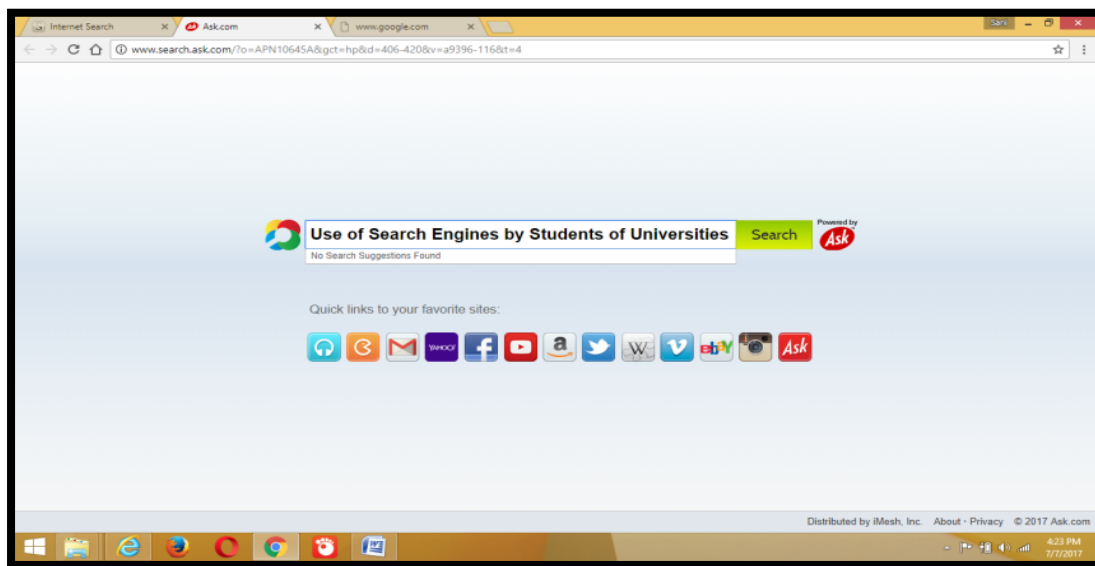 Internet Search
Ask.com
www.google.com
Sani
www.search.ask.com/?o=APN10645A&gct=hp&d=406-420&v=a9396-116&t=4
Use of Search Engines by Students of Universities
Search
Powered by
Ask
No Search Suggestions Found
Quick links to your favorite sites:
YAHOO!
a
W
ebay
Ask
Distributed by iMesh, Inc. About · Privacy © 2017 Ask.com
4:23 PM
7/7/2017